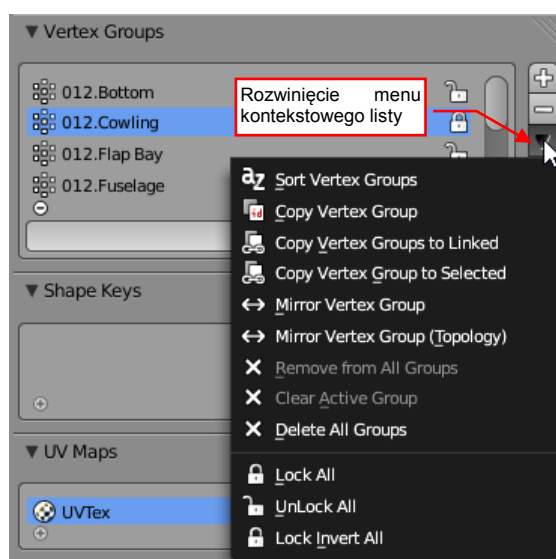 Vertex Groups
012.Bottom
012.Cowling
012.Flap Bay
012.Fuselage
Rozwinięcie menu
kontekstowego listy
Sort Vertex Groups
Copy Vertex Group
Copy Vertex Groups to Linked
Copy Vertex Group to Selected
Mirror Vertex Group
Mirror Vertex Group (Topology)
Remove from All Groups
Clear Active Group
Delete All Groups
Lock All
UnLock All
Lock Invert All
Shape Keys
UV Maps
UVTex